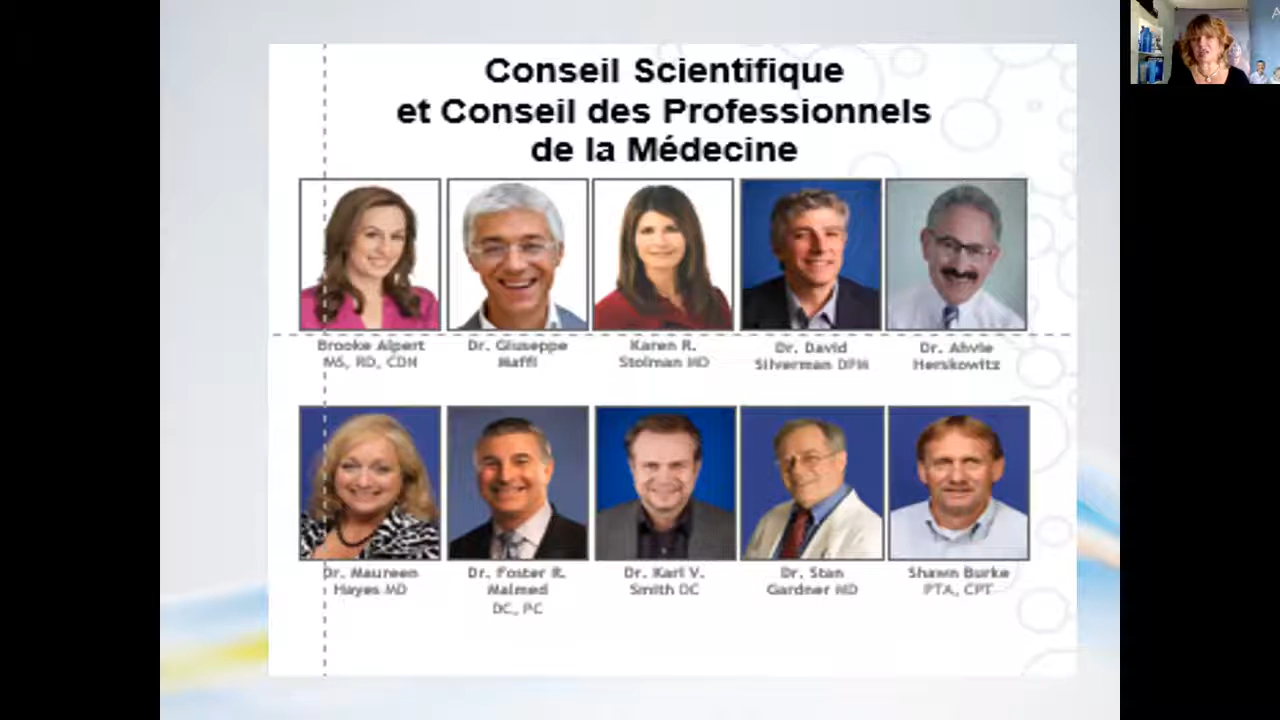 Conseil Scientifique
et Conseil des Professionnels
de la Médecine
Brooke Alpert
MS, RD, CDN
Dr. Giuseppe
Maffi
Karen R.
Stolman MD
Dr. David
Silverman DPM
Dr. Ahvie
Herskowitz
Dr. Maureen
Hayes MD
Dr. Foster R.
Malmed
DC, PC
Dr. Karl V.
Smith DC
Dr. Stan
Gardner MD
Shawn Burke
PTA, CPT